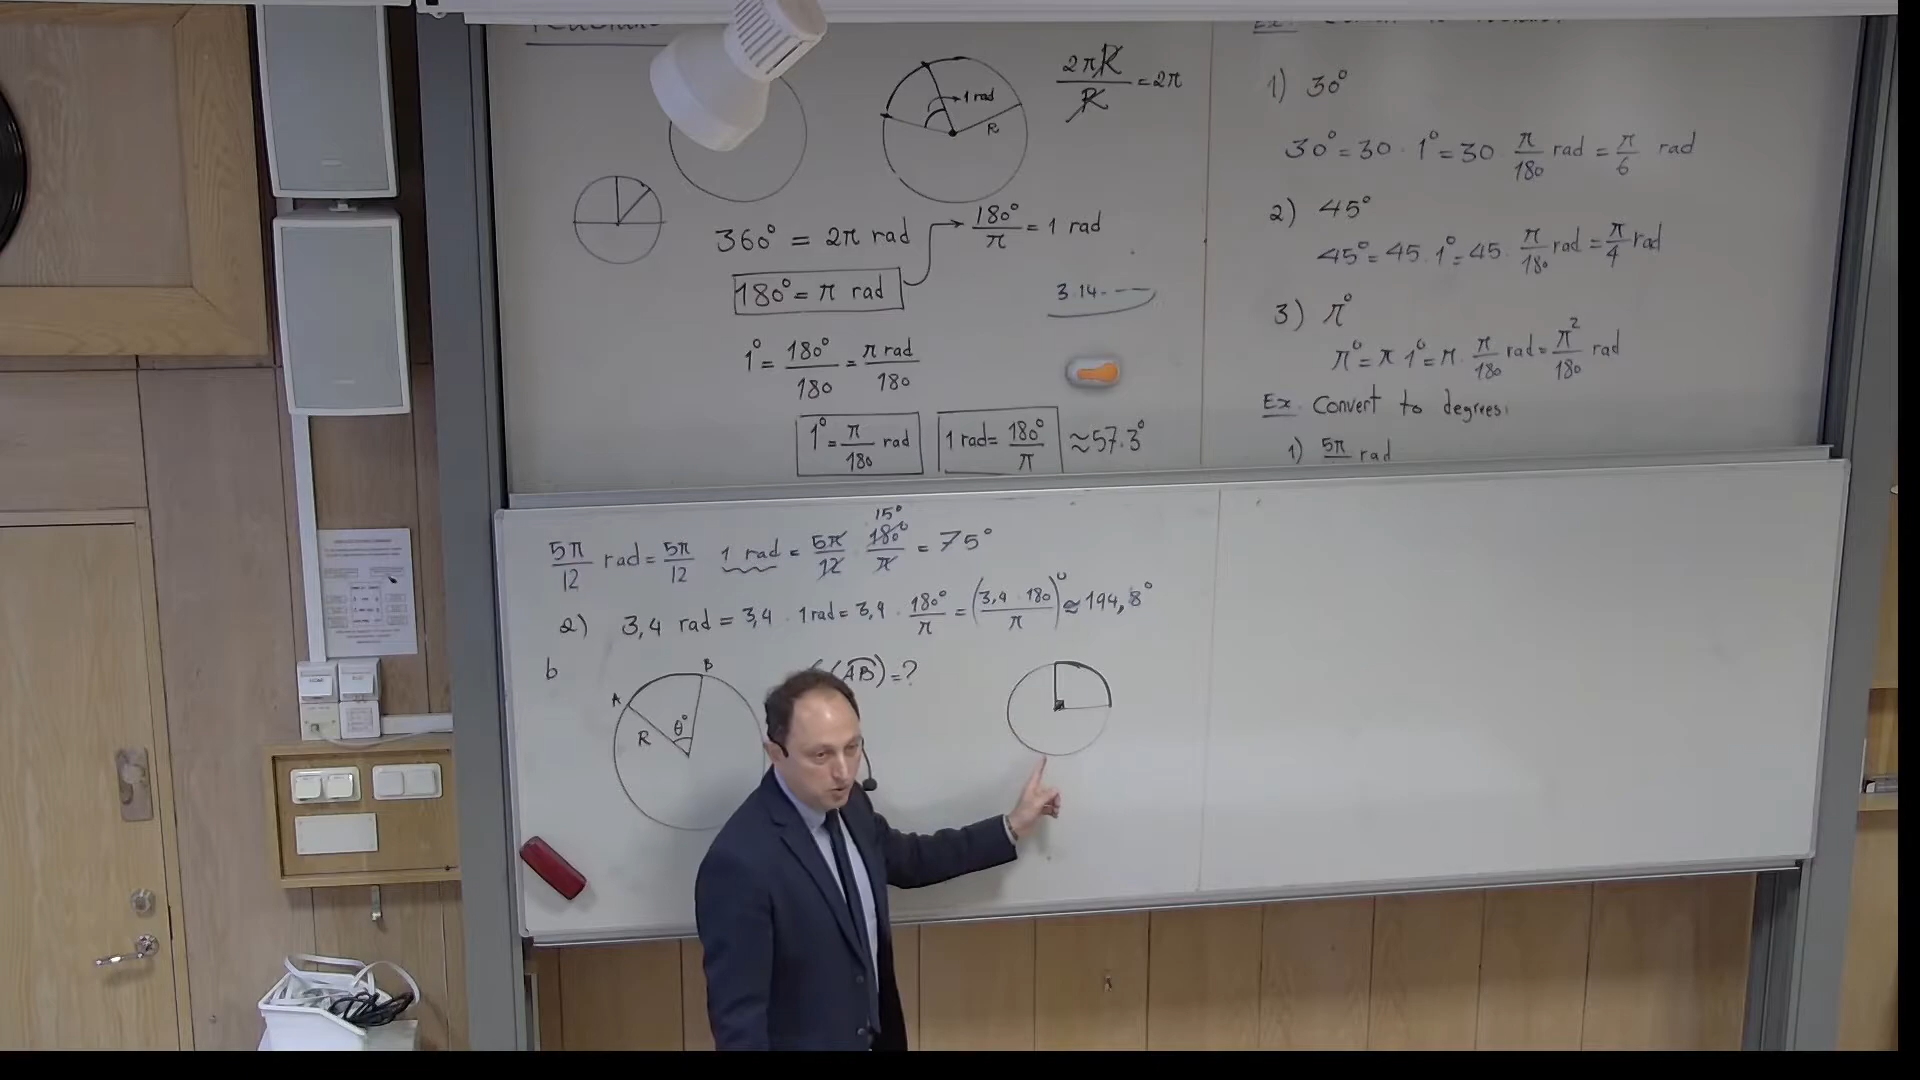 1 rad
R
2πR / R = 2π
360° = 2π rad
180°/π = 1 rad
180° = π rad
3.14.---
1° = 180°/180 = π rad/180
1° = π/180 rad
1 rad = 180°/π ≈ 57.3°
1) 30°
30° = 30 · 1° = 30 π/180 rad = π/6 rad
2) 45°
45° = 45 · 1° = 45 · π/180 rad = π/4 rad
3) π°
π° = π 1° = π · π/180 rad = π²/180 rad
Ex. Convert to degrees:
1) 5π rad
15°
5π/12 rad = 5π/12 1 rad = 5π/12 · 180°/π = 75°
2) 3,4 rad = 3,4 · 1 rad = 3,4 · 180°/π = (3,4 · 180/π)° ≈ 194,8°
b
A
B
R
θ°
(AB) = ?